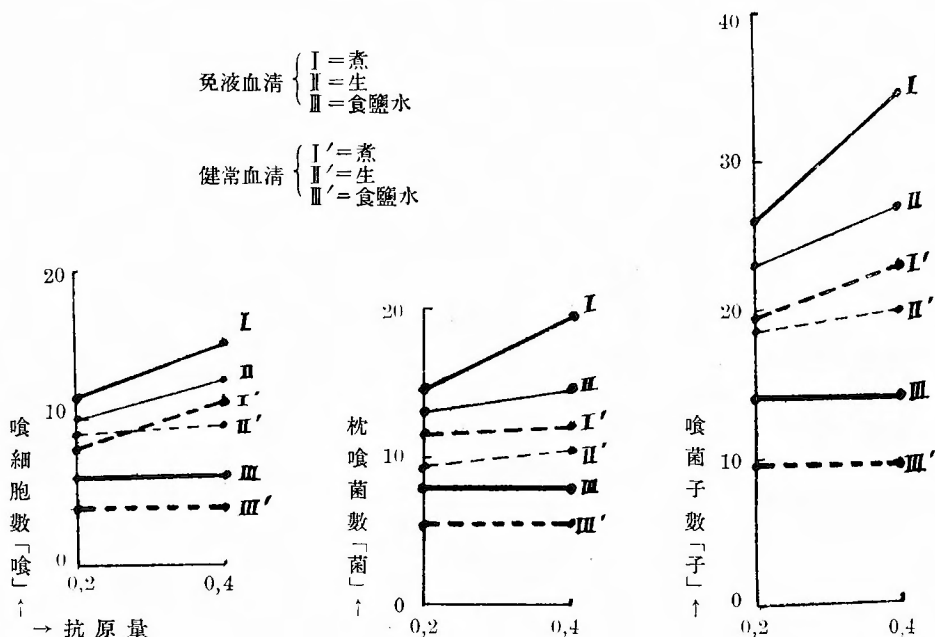 免液血清 { I = 煮
II = 生
III = 食鹽水
健常血清 { I′ = 煮
II′ = 生
III′ = 食鹽水
20
10
0
0,2
0,4
I
II
I′
II′
III
III′
喰細胞數「喰」→
→ 抗原量
20
10
0
0,2
0,4
I
II
I′
II′
III
III′
枕喰菌數「菌」→
40
30
20
10
0
0,2
0,4
I
II
I′
II′
III
III′
喰菌子數「子」→